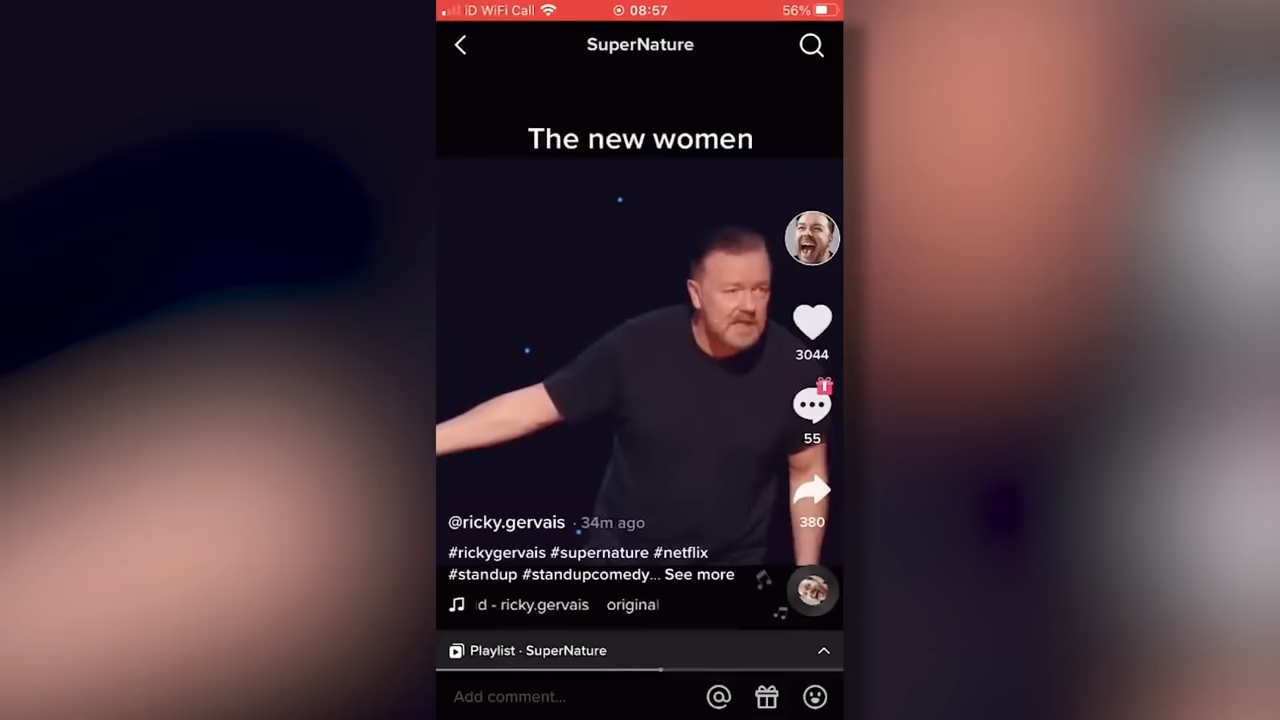 iD WiFi Call 08:57 56%
SuperNature
The new women
3044
55
380
@ricky.gervais · 34m ago
#rickygervais #supernature #netflix
#standup #standupcomedy... See more
d - ricky.gervais original
Playlist · SuperNature
Add comment...